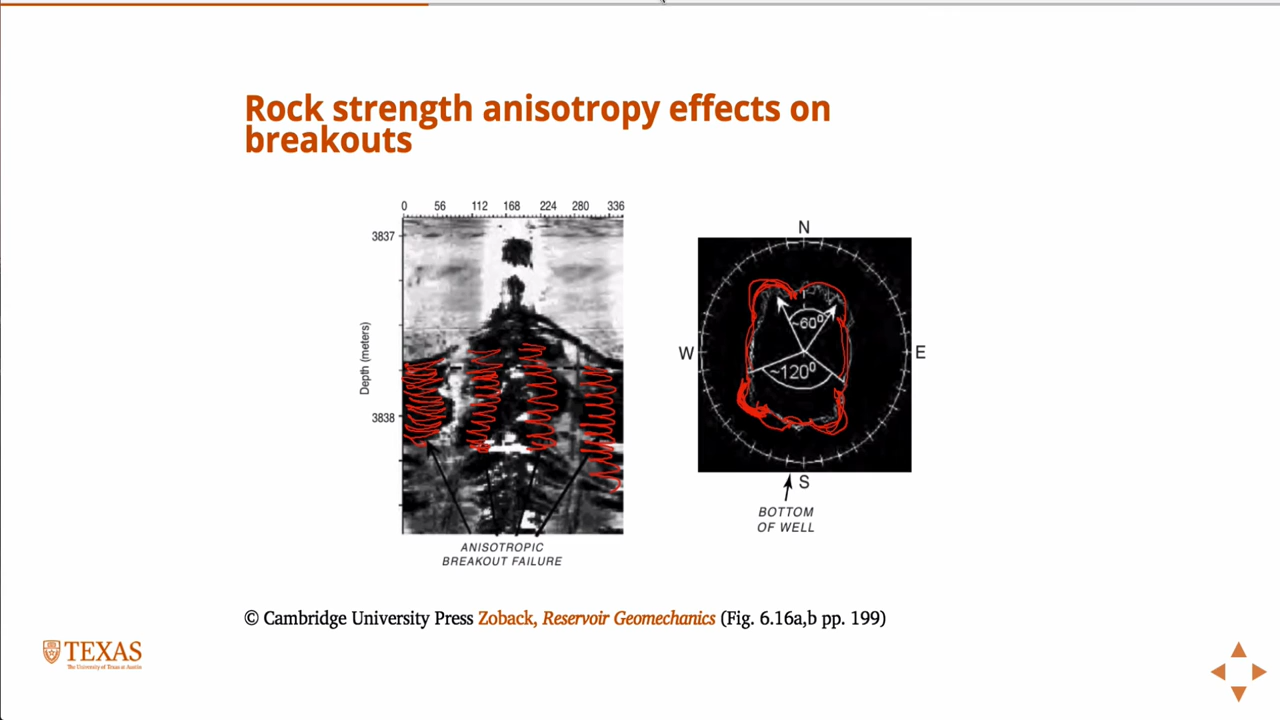 Rock strength anisotropy effects on
breakouts
0 56 112 168 224 280 336
3837
Depth (meters)
3838
ANISOTROPIC
BREAKOUT FAILURE
N
~60°
W
E
~120°
S
BOTTOM
OF WELL
© Cambridge University Press Zoback, Reservoir Geomechanics (Fig. 6.16a,b pp. 199)
TEXAS
The University of Texas at Austin